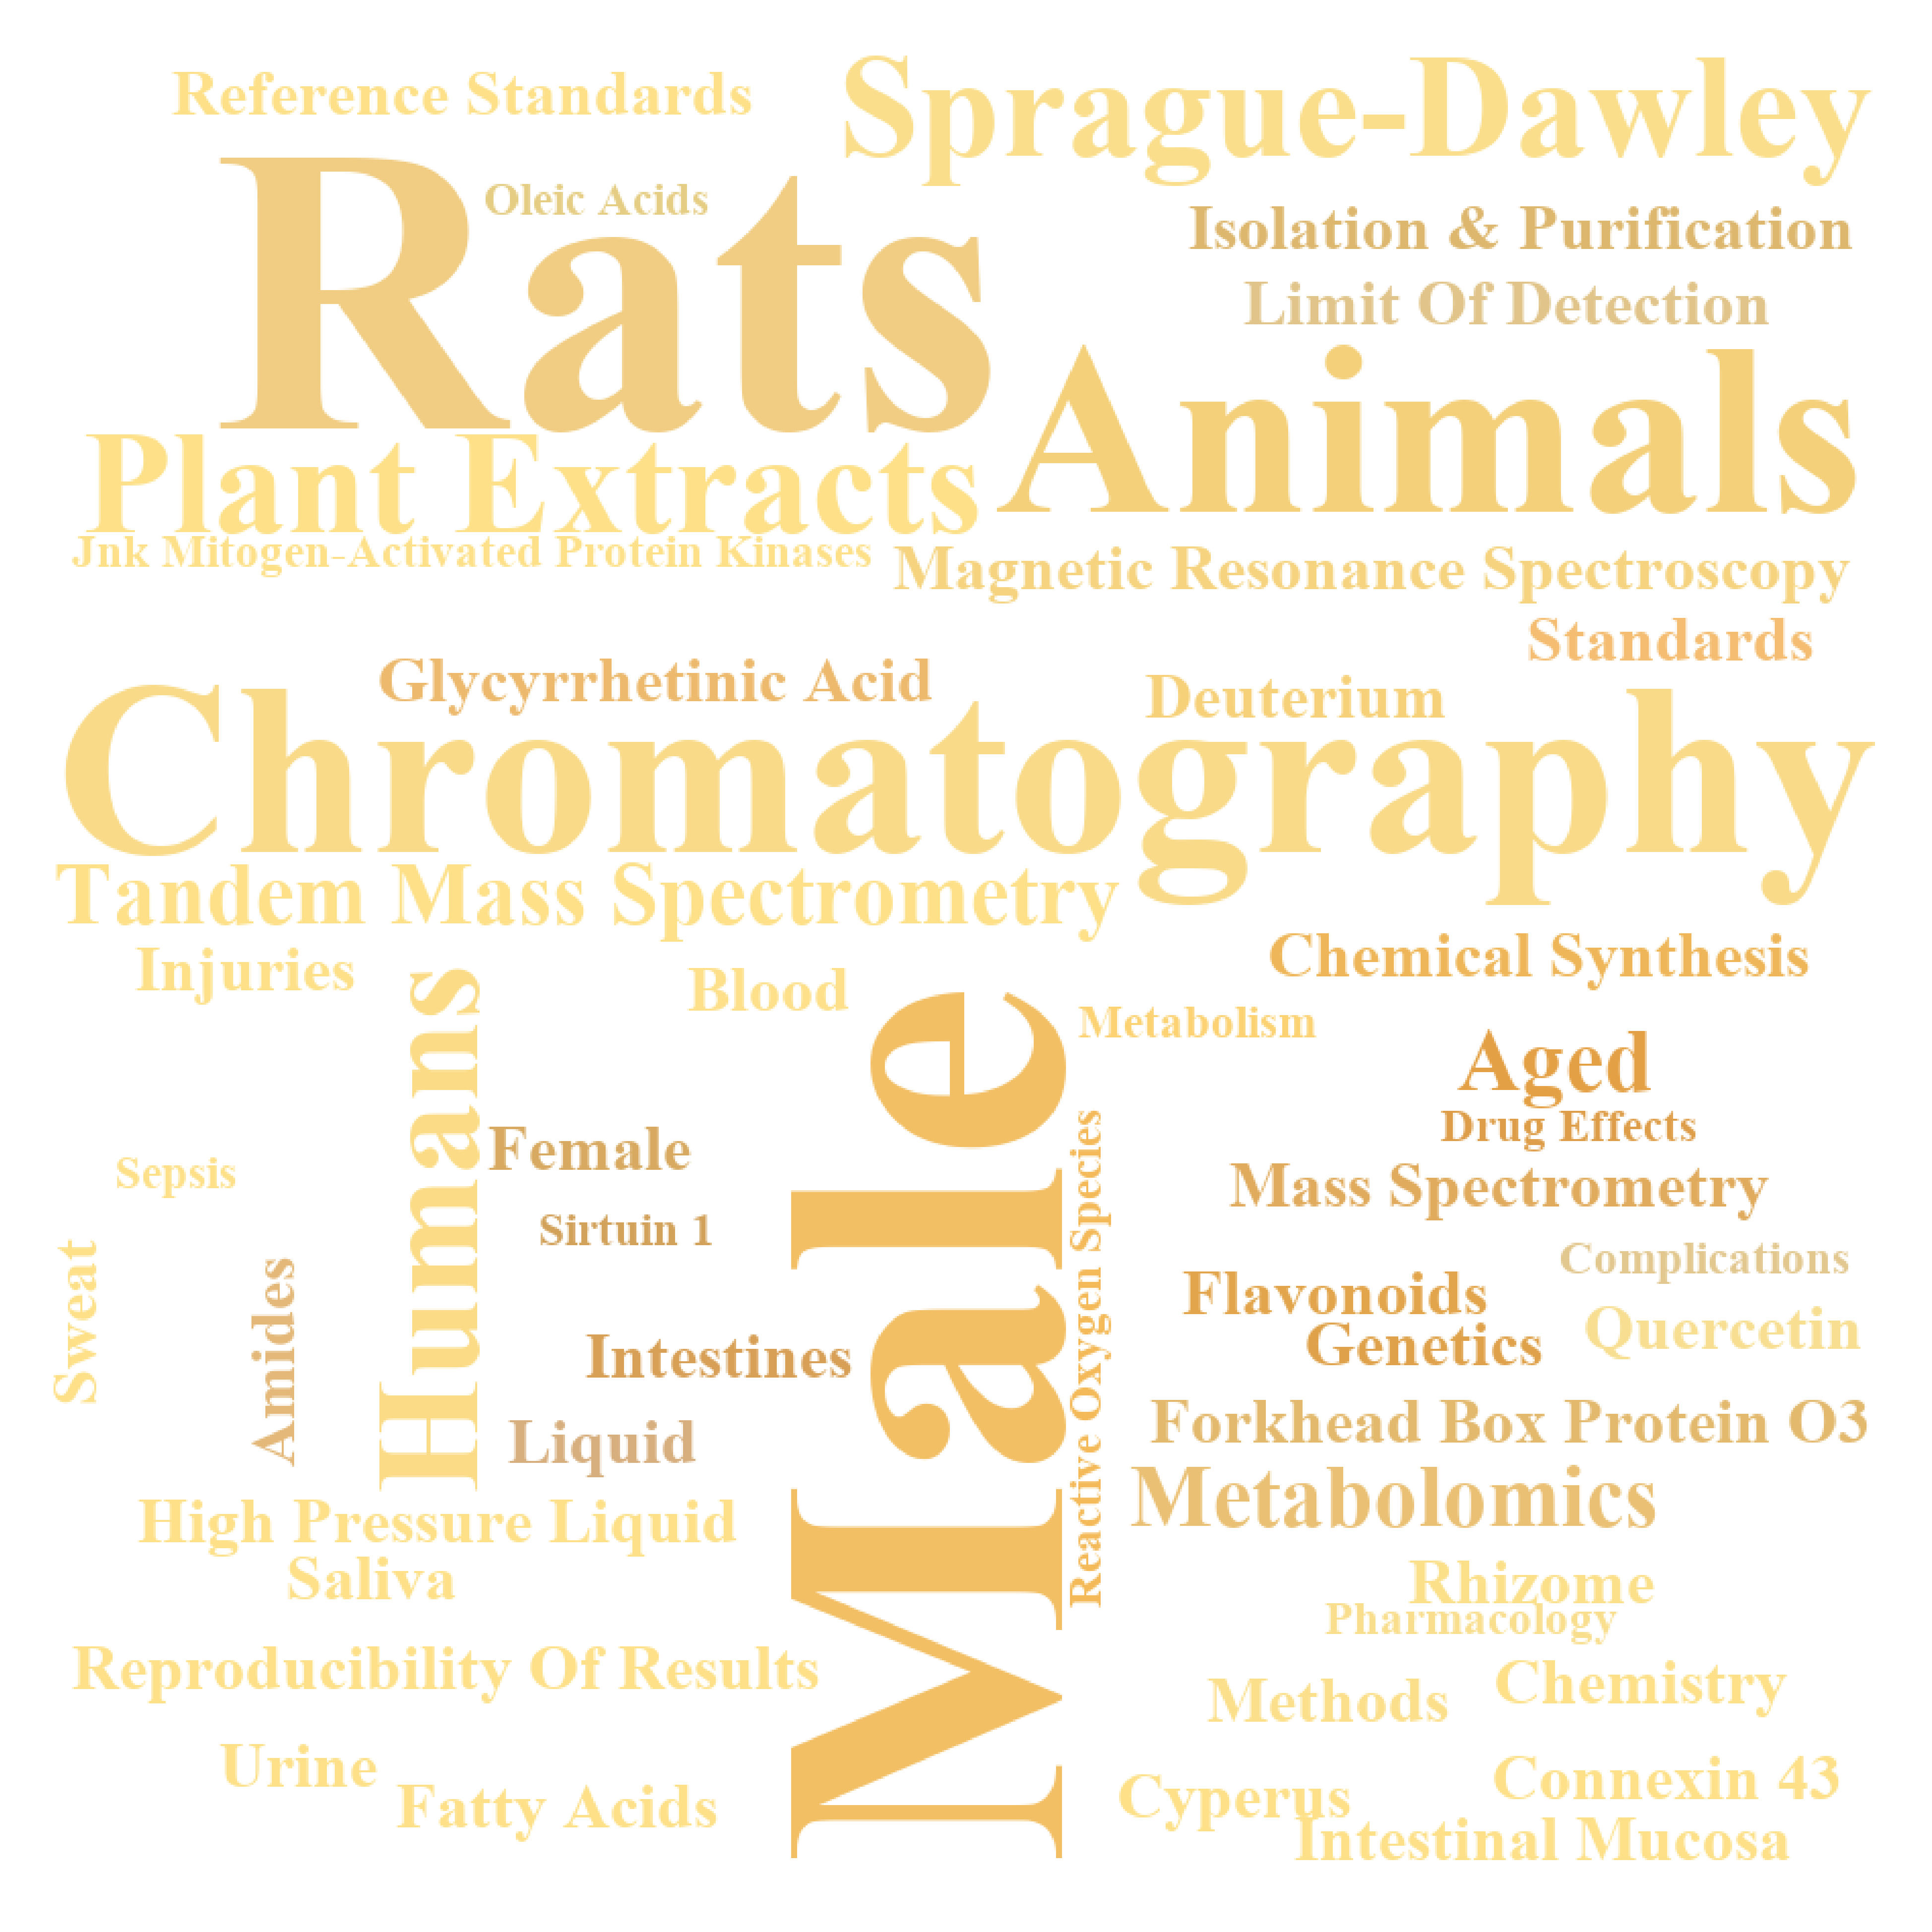 Reference Standards
Sprague-Dawley
Rats
Oleic Acids
Isolation & Purification
Limit Of Detection
Animals
Plant Extracts
Jnk Mitogen-Activated Protein Kinases
Magnetic Resonance Spectroscopy
Standards
Glycyrrhetinic Acid
Deuterium
Chromatography
Tandem Mass Spectrometry
Injuries
Humans
Blood
Male
Chemical Synthesis
Metabolism
Aged
Drug Effects
Female
Sepsis
Mass Spectrometry
Reactive Oxygen Species
Sirtuin 1
Sweat
Amides
Complications
Flavonoids
Quercetin
Genetics
Intestines
Forkhead Box Protein O3
Liquid
Metabolomics
High Pressure Liquid
Saliva
Rhizome
Pharmacology
Reproducibility Of Results
Chemistry
Methods
Urine
Connexin 43
Cyperus
Fatty Acids
Intestinal Mucosa